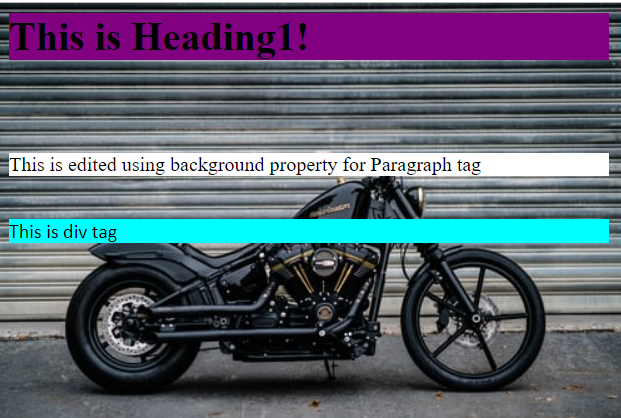 This is Heading1!
This is edited using background property for Paragraph tag
This is div tag